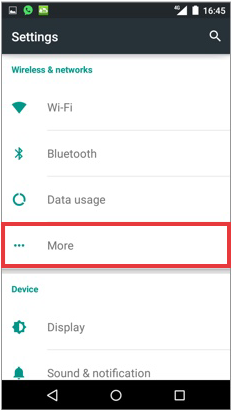 4G 16:45
Settings
Wireless & networks
Wi-Fi
Bluetooth
Data usage
More
Device
Display
Sound & notification